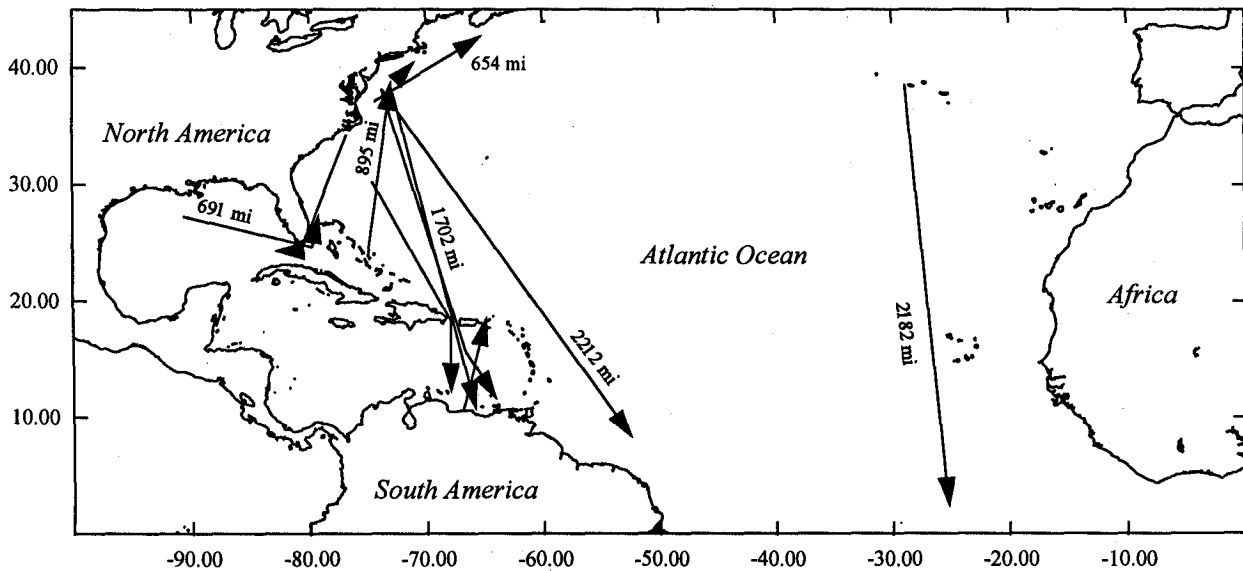 40.00
654 mi
North America
895 mi
30.00
691 mi
1702 mi
Atlantic Ocean
20.00
Africa
2182 mi
2212 mi
10.00
South America
-90.00 -80.00 -70.00 -60.00 -50.00 -40.00 -30.00 -20.00 -10.00